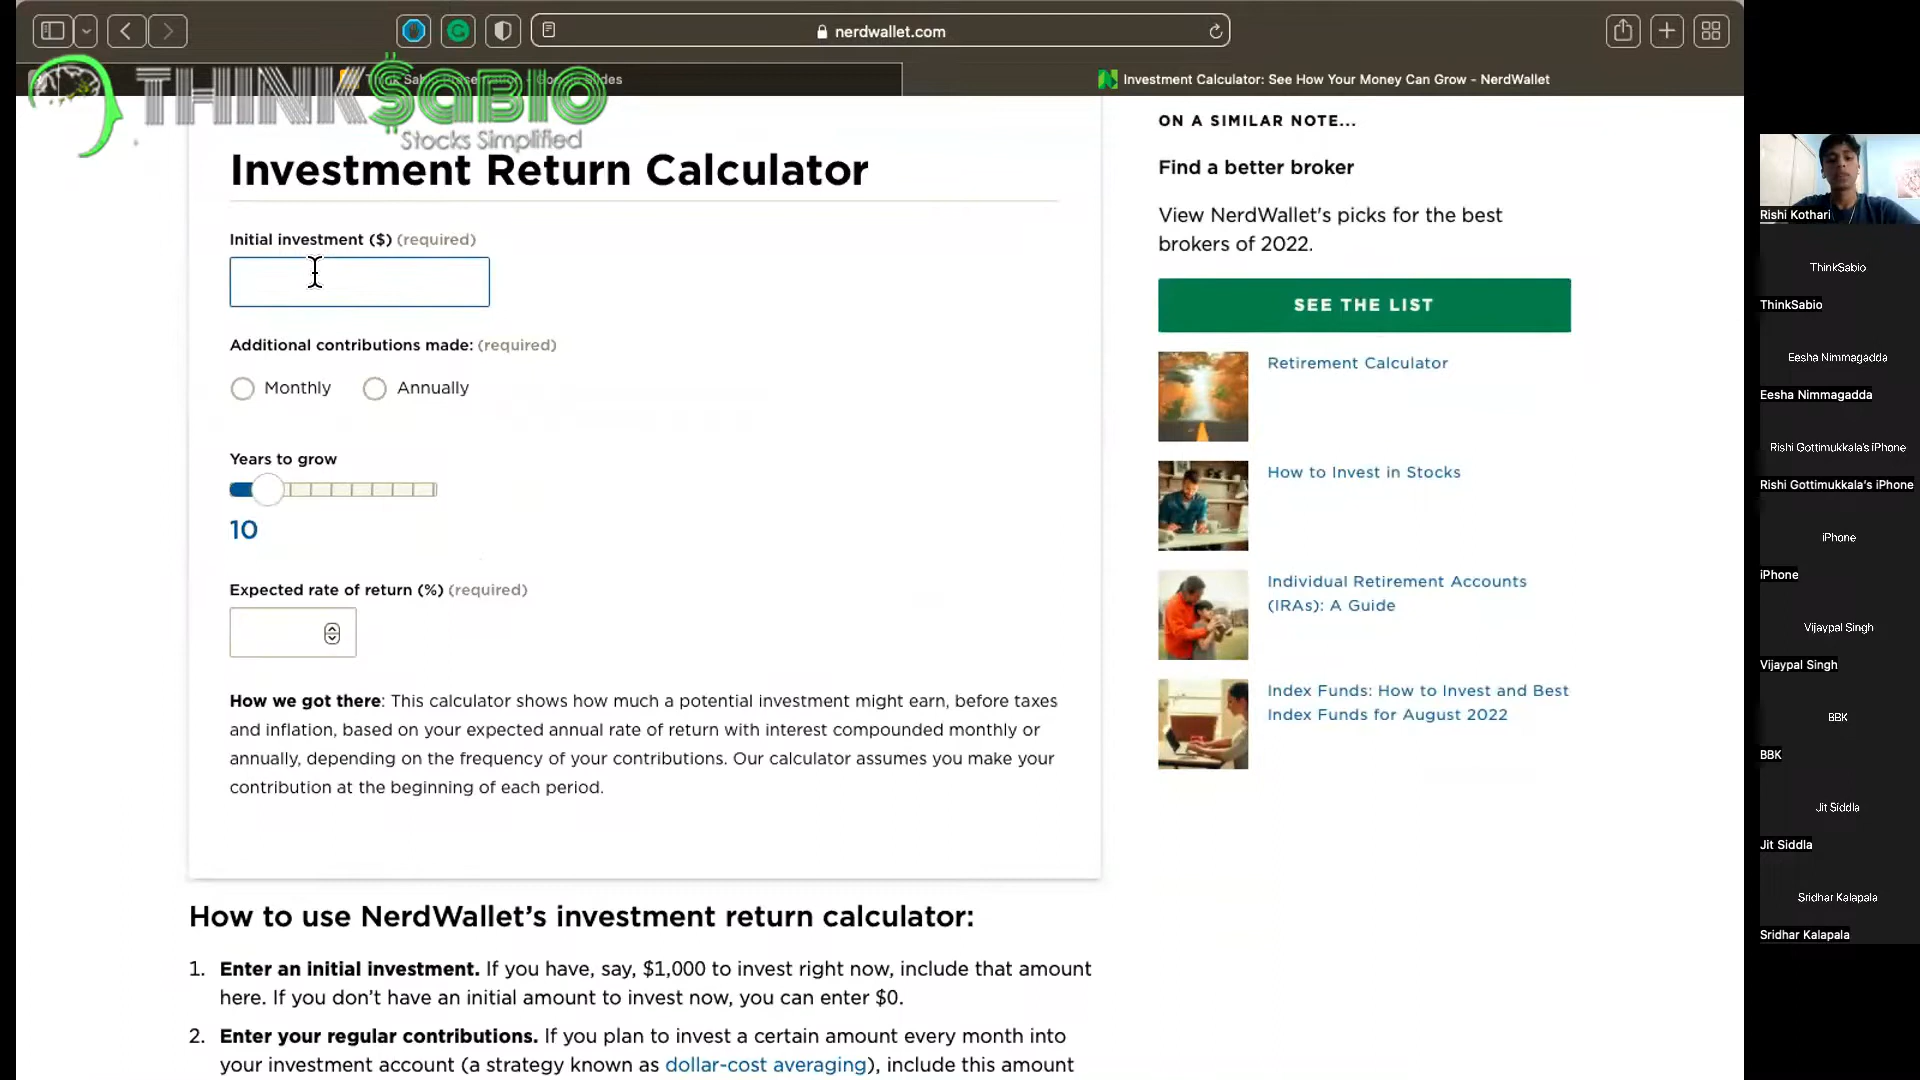 nerdwallet.com
Investment Calculator: See How Your Money Can Grow - NerdWallet
THINK$aBIO
Stocks Simplified
Investment Return Calculator
Initial investment ($) (required)
Additional contributions made: (required)
Monthly
Annually
Years to grow
10
Expected rate of return (%) (required)
How we got there: This calculator shows how much a potential investment might earn, before taxes
and inflation, based on your expected annual rate of return with interest compounded monthly or
annually, depending on the frequency of your contributions. Our calculator assumes you make your
contribution at the beginning of each period.
How to use NerdWallet’s investment return calculator:
1. Enter an initial investment. If you have, say, $1,000 to invest right now, include that amount
here. If you don’t have an initial amount to invest now, you can enter $0.
2. Enter your regular contributions. If you plan to invest a certain amount every month into
your investment account (a strategy known as dollar-cost averaging), include this amount
ON A SIMILAR NOTE...
Find a better broker
View NerdWallet's picks for the best
brokers of 2022.
SEE THE LIST
Retirement Calculator
How to Invest in Stocks
Individual Retirement Accounts
(IRAs): A Guide
Index Funds: How to Invest and Best
Index Funds for August 2022
Rishi Kothari
ThinkSabio
ThinkSabio
Eesha Nimmagadda
Eesha Nimmagadda
Rishi Gottimukkala's iPhone
Rishi Gottimukkala's iPhone
iPhone
iPhone
Vijaypal Singh
Vijaypal Singh
BBK
BBK
Jit Siddla
Jit Siddla
Sridhar Kalapala
Sridhar Kalapala